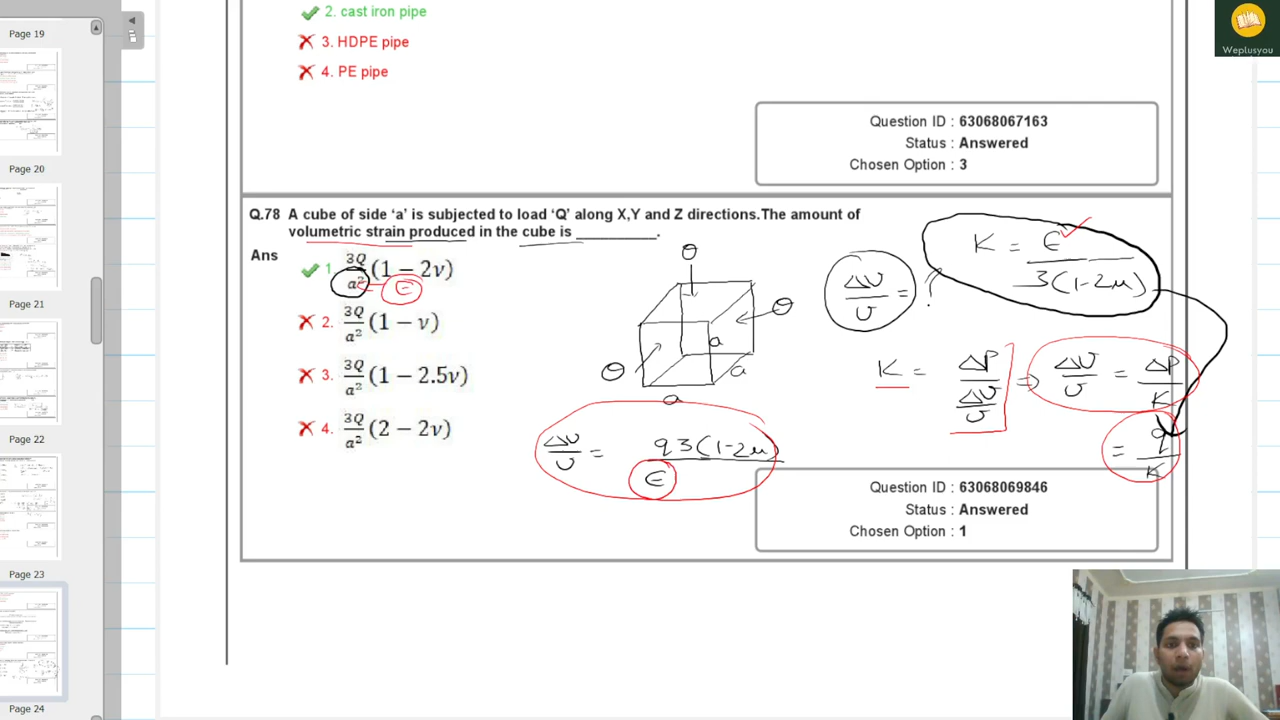 Page 19
Page 20
Page 21
Page 22
Page 23
Page 24
Weplusyou
2. cast iron pipe
3. HDPE pipe
4. PE pipe
Question ID : 63068067163
Status : Answered
Chosen Option : 3
Q.78 A cube of side ‘a’ is subjected to load ‘Q’ along X,Y and Z directions.The amount of
volumetric strain produced in the cube is _________.
Ans
1. 3Q/a² (1 − 2ν)
E
2. 3Q/a² (1 − ν)
3. 3Q/a² (1 − 2.5ν)
4. 3Q/a² (2 − 2ν)
Q
Q
Q
a
a
a
ΔV/V = ?
K = E / 3(1-2μ)
K = ΔP / (ΔV/V) ⇒ ΔV/V = ΔP/K
= q/K
ΔV/V = q3(1-2μ) / E
Question ID : 63068069846
Status : Answered
Chosen Option : 1